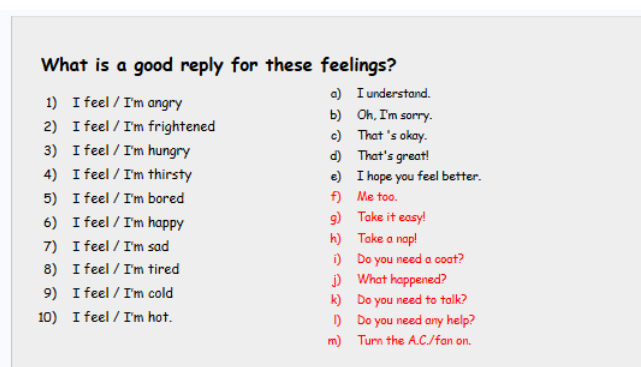 What is a good reply for these feelings?
1) I feel / I'm angry
2) I feel / I'm frightened
3) I feel / I'm hungry
4) I feel / I'm thirsty
5) I feel / I'm bored
6) I feel / I'm happy
7) I feel / I'm sad
8) I feel / I'm tired
9) I feel / I'm cold
10) I feel / I'm hot.
a) I understand.
b) Oh, I'm sorry.
c) That 's okay.
d) That's great!
e) I hope you feel better.
f) Me too.
g) Take it easy!
h) Take a nap!
i) Do you need a coat?
j) What happened?
k) Do you need to talk?
l) Do you need any help?
m) Turn the A.C./fan on.